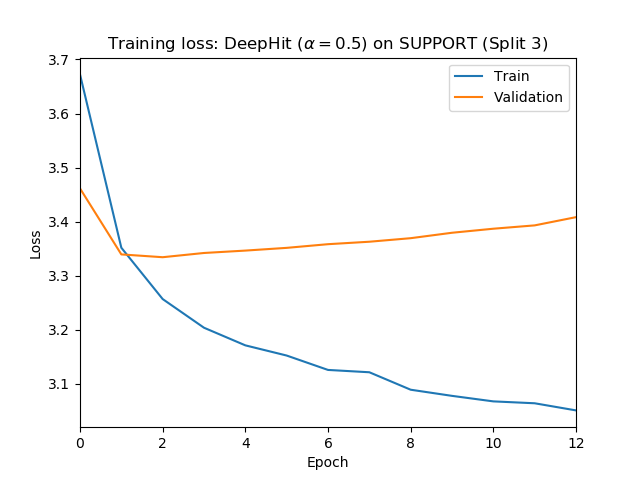 Training loss: DeepHit (α = 0.5) on SUPPORT (Split 3)
Train
Validation
3.7
3.6
3.5
3.4
3.3
3.2
3.1
Loss
0 2 4 6 8 10 12
Epoch